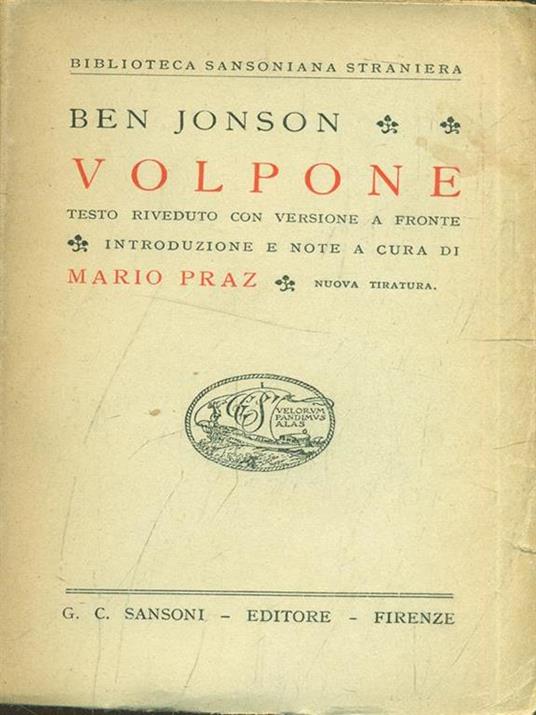 BIBLIOTECA SANSONIANA STRANIERA
BEN JONSON
VOLPONE
TESTO RIVEDUTO CON VERSIONE A FRONTE
INTRODUZIONE E NOTE A CURA DI
MARIO PRAZ NUOVA TIRATURA.
GCS
VELORVM
PANDIMVS
ALAS
G. C. SANSONI – EDITORE – FIRENZE